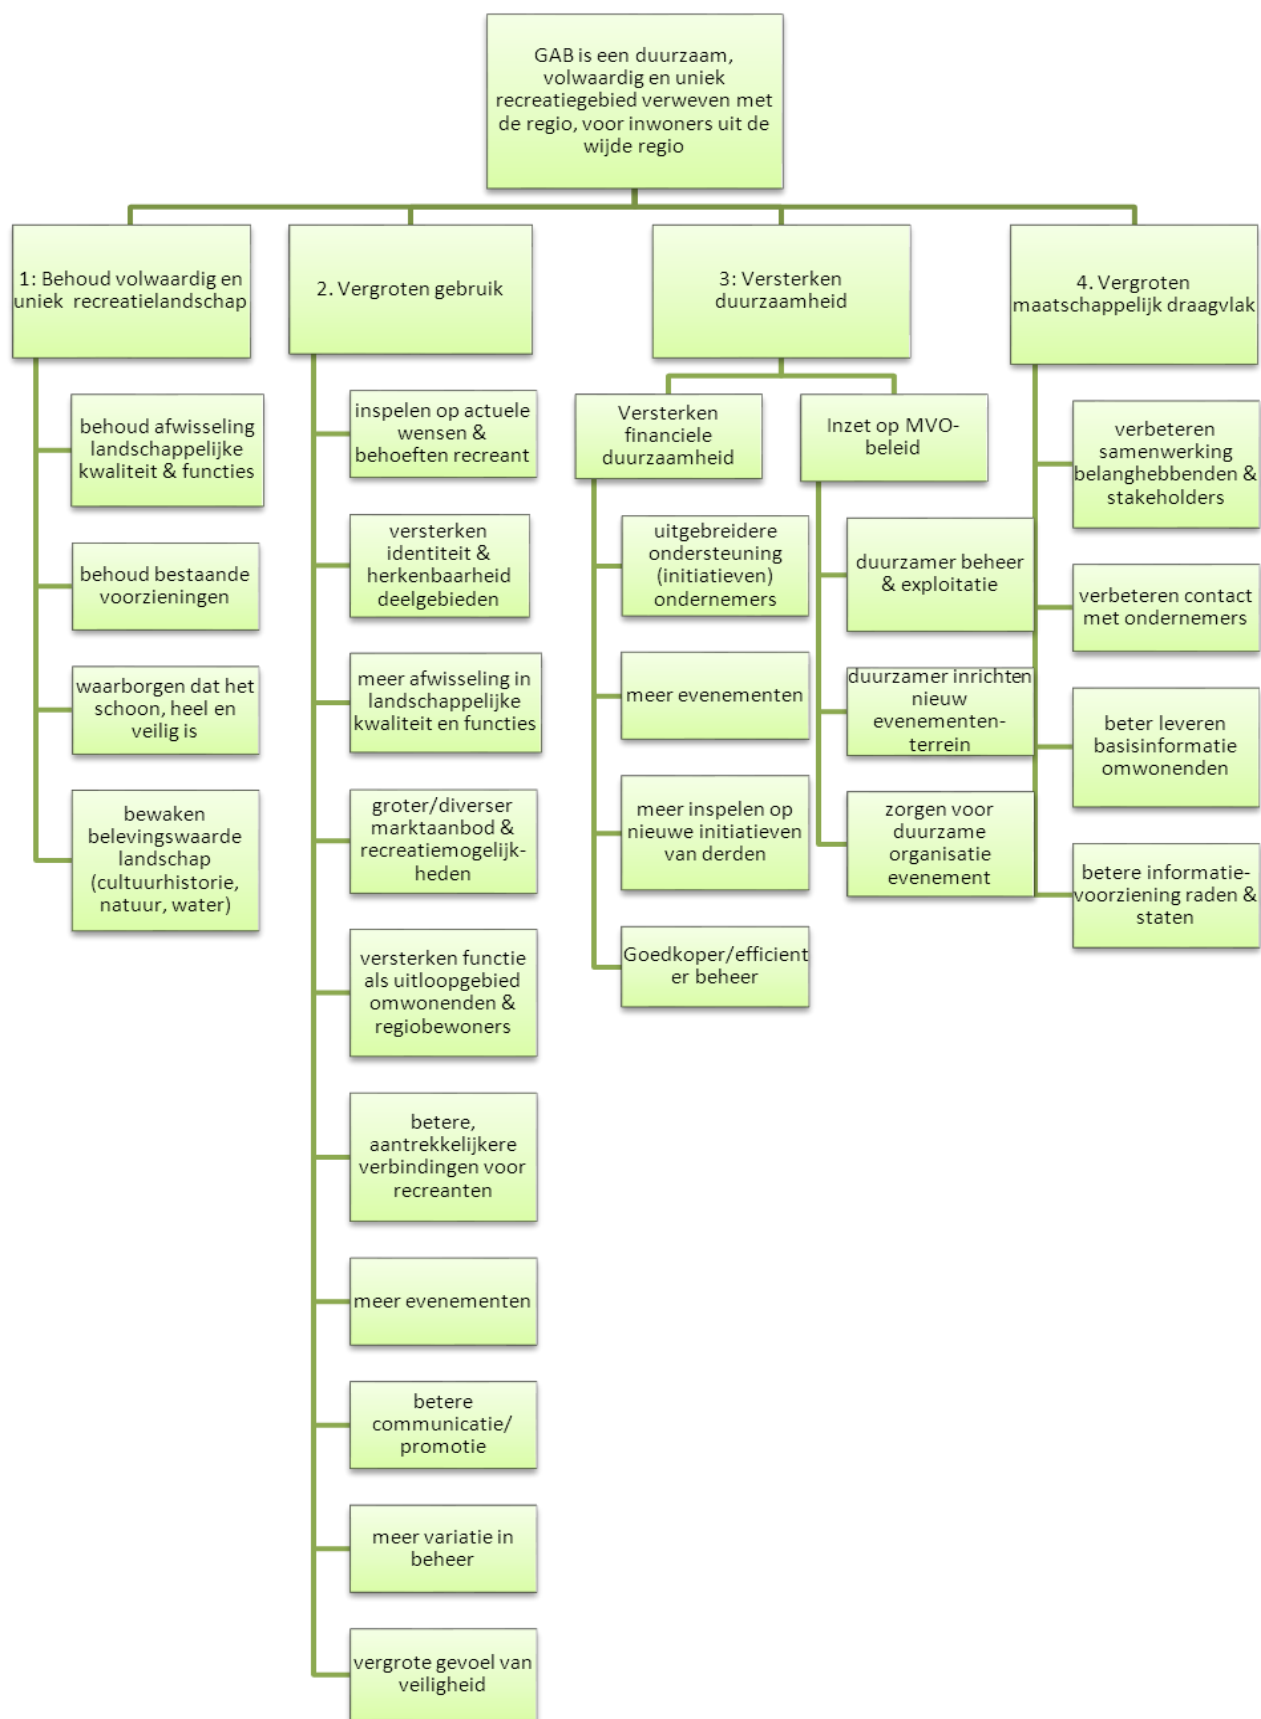 GAB is een duurzaam,
volwaardig en uniek
recreatiegebied verweven met
de regio, voor inwoners uit de
wijde regio
1: Behoud volwaardig en
uniek recreatielandschap
behoud afwisseling
landschappelijke
kwaliteit & functies
behoud bestaande
voorzieningen
waarborgen dat het
schoon, heel en
veilig is
bewaken
belevingswaarde
landschap
(cultuurhistorie,
natuur, water)
2. Vergroten gebruik
inspelen op actuele
wensen &
behoeften recreant
versterken
identiteit &
herkenbaarheid
deelgebieden
meer afwisseling in
landschappelijke
kwaliteit en functies
groter/diverser
marktaanbod &
recreatiemogelijk-
heden
versterken functie
als uitloopgebied
omwonenden &
regiobewoners
betere,
aantrekkelijkere
verbindingen voor
recreanten
meer evenementen
betere
communicatie/
promotie
meer variatie in
beheer
vergrote gevoel van
veiligheid
3: Versterken
duurzaamheid
Versterken
financiele
duurzaamheid
uitgebreidere
ondersteuning
(initiatieven)
ondernemers
meer evenementen
meer inspelen op
nieuwe initiatieven
van derden
Goedkoper/efficient
er beheer
Inzet op MVO-
beleid
duurzamer beheer
& exploitatie
duurzamer inrichten
nieuw
evenementen-
terrein
zorgen voor
duurzame
organisatie
evenement
4. Vergroten
maatschappelijk draagvlak
verbeteren
samenwerking
belanghebbenden &
stakeholders
verbeteren contact
met ondernemers
beter leveren
basisinformatie
omwonenden
betere informatie-
voorziening raden &
staten